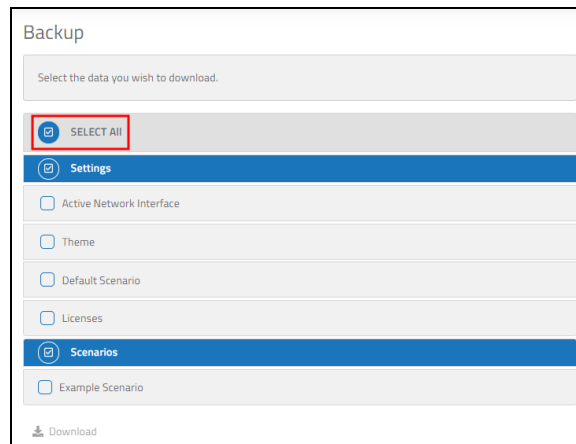 Backup
Select the data you wish to download.
SELECT All
Settings
Active Network Interface
Theme
Default Scenario
Licenses
Scenarios
Example Scenario
Download